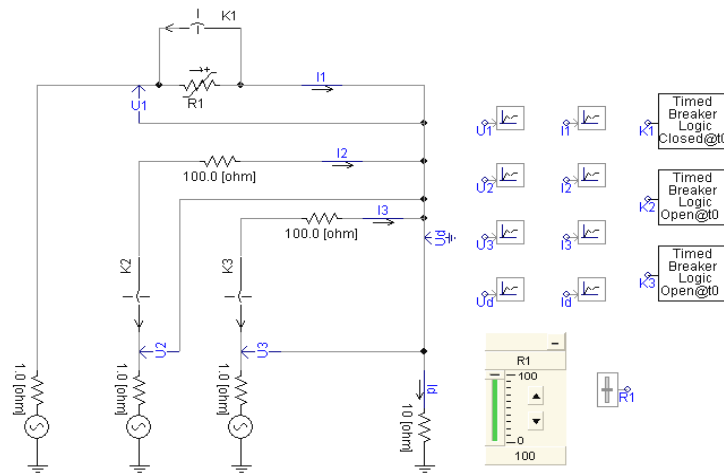 K1
I
I1
R1
U1
I2
100.0 [ohm]
I3
100.0 [ohm]
Ud
K2
K3
U2
U3
1.0 [ohm]
1.0 [ohm]
1.0 [ohm]
Id
10 [ohm]
U1
I1
U2
I2
U3
I3
Ud
Id
K1
Timed
Breaker
Logic
Closed@t0
K2
Timed
Breaker
Logic
Open@t0
K3
Timed
Breaker
Logic
Open@t0
R1
100
0
100
R1